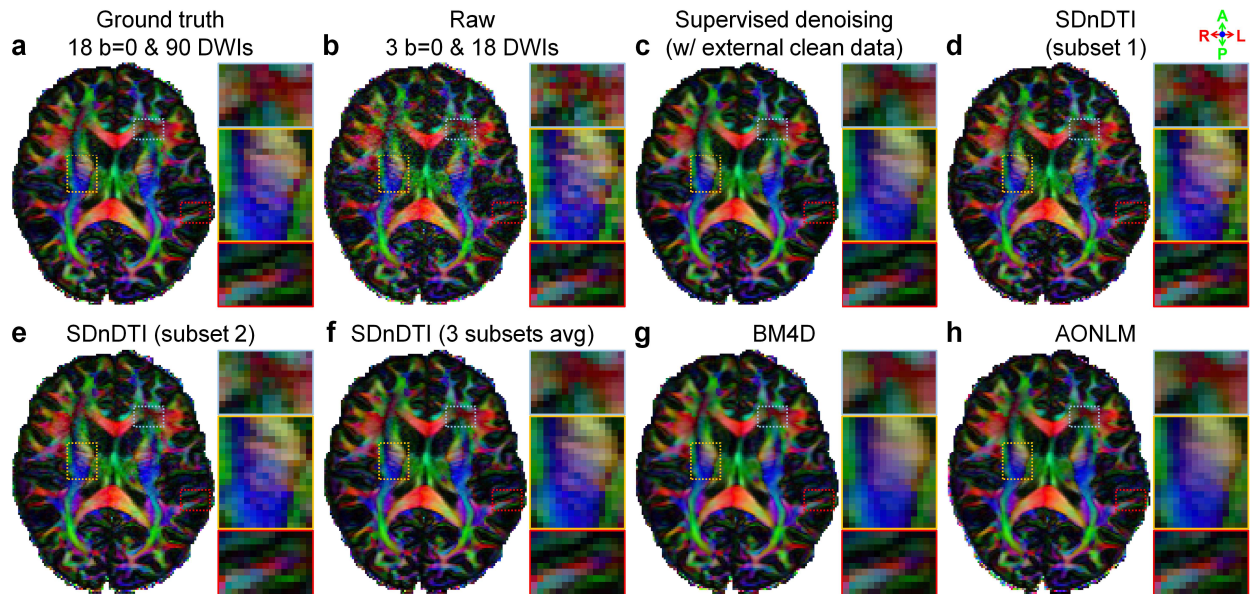 a
Ground truth
18 b=0 & 90 DWIs
b
Raw
3 b=0 & 18 DWIs
c
Supervised denoising
(w/ external clean data)
d
SDnDTI
(subset 1)
A
R L
P
e
SDnDTI (subset 2)
f
SDnDTI (3 subsets avg)
g
BM4D
h
AONLM